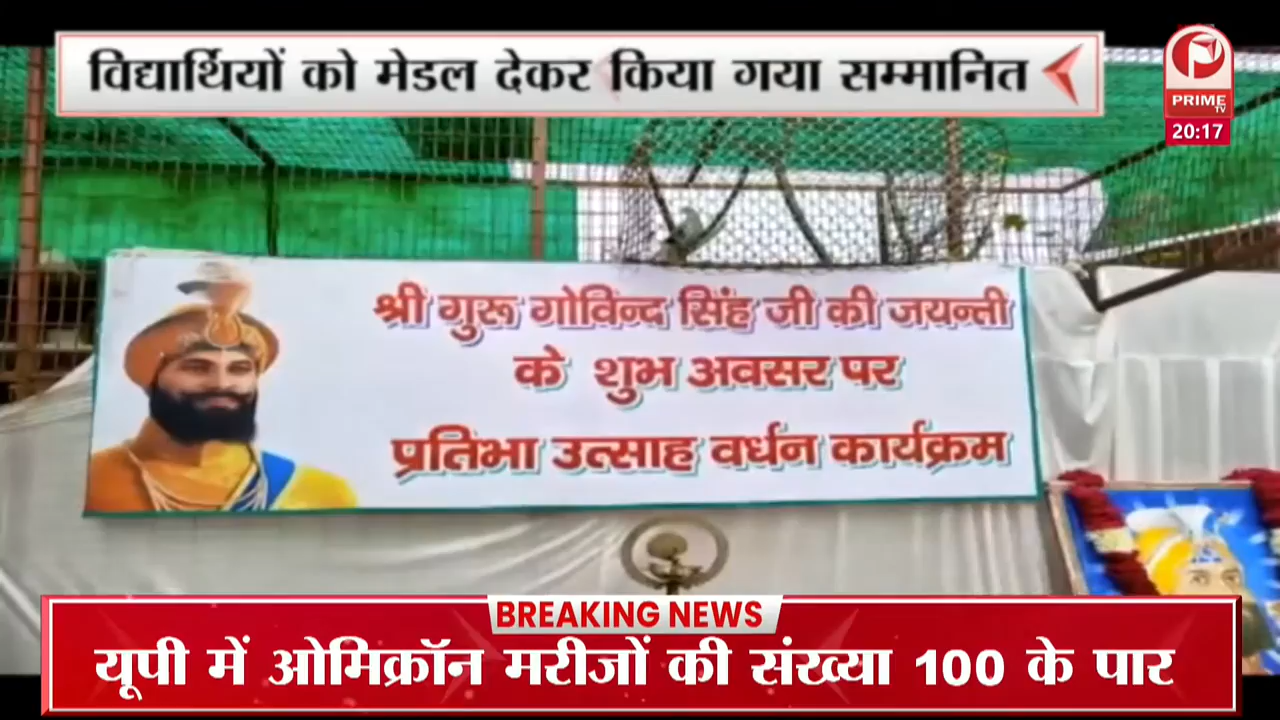 विद्यार्थियों को मेडल देकर किया गया सम्मानित
PRIME
TV
20:17
श्री गुरू गोविन्द सिंह जी की जयन्ती
के शुभ अवसर पर
प्रतिभा उत्साह वर्धन कार्यक्रम
BREAKING NEWS
यूपी में ओमिक्रॉन मरीजों की संख्या 100 के पार